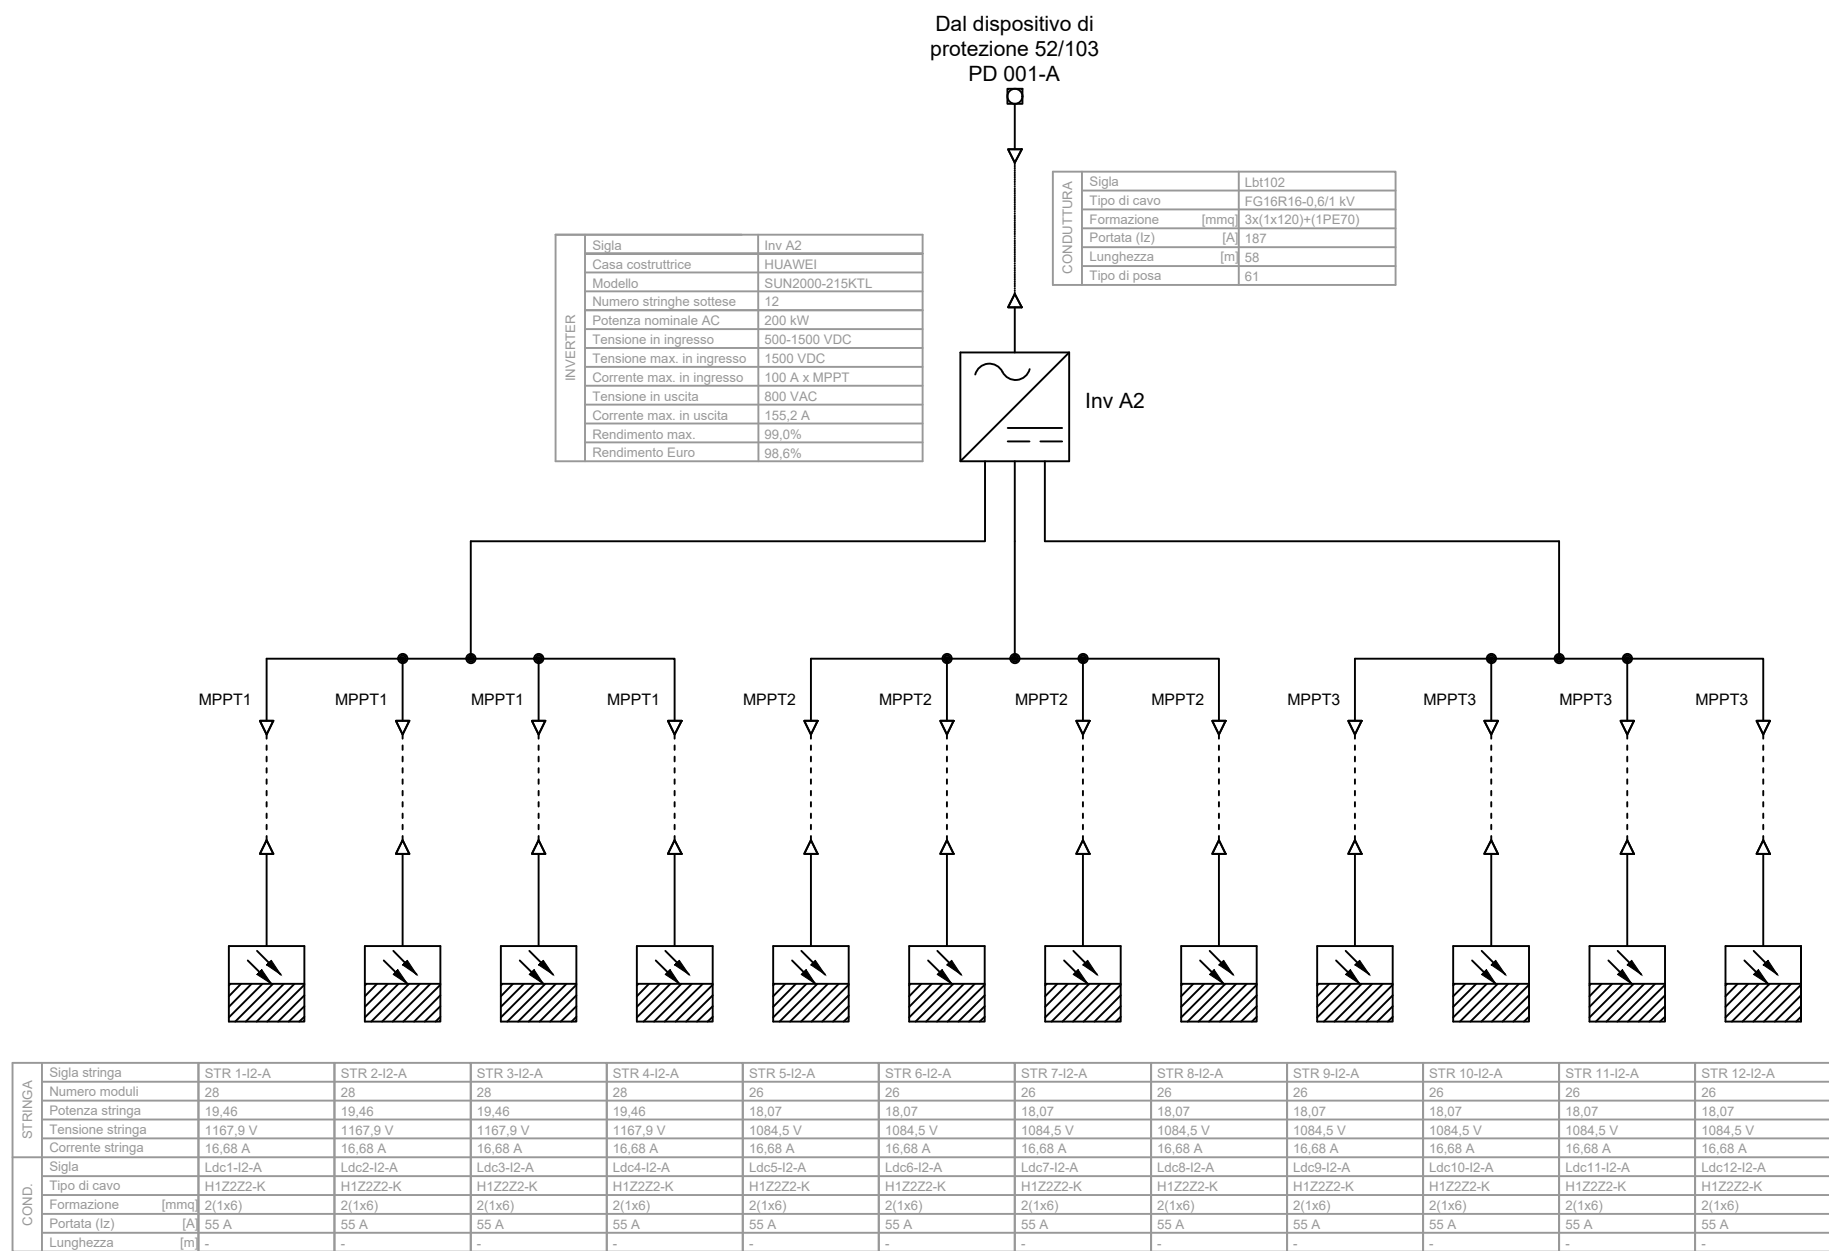 Dal dispositivo di
protezione 52/103
PD 001-A
CONDUTTURA
Sigla Lbt102
Tipo di cavo FG16R16-0,6/1 kV
Formazione [mmq] 3x(1x120)+(1PE70)
Portata (Iz) [A] 187
Lunghezza [m] 58
Tipo di posa 61
INVERTER
Sigla Inv A2
Casa costruttrice HUAWEI
Modello SUN2000-215KTL
Numero stringhe sottese 12
Potenza nominale AC 200 kW
Tensione in ingresso 500-1500 VDC
Tensione max. in ingresso 1500 VDC
Corrente max. in ingresso 100 A x MPPT
Tensione in uscita 800 VAC
Corrente max. in uscita 155,2 A
Rendimento max. 99,0%
Rendimento Euro 98,6%
Inv A2
MPPT1 MPPT1 MPPT1 MPPT1 MPPT2 MPPT2 MPPT2 MPPT2 MPPT3 MPPT3 MPPT3 MPPT3
STRINGA
Sigla stringa STR 1-I2-A STR 2-I2-A STR 3-I2-A STR 4-I2-A STR 5-I2-A STR 6-I2-A STR 7-I2-A STR 8-I2-A STR 9-I2-A STR 10-I2-A STR 11-I2-A STR 12-I2-A
Numero moduli 28 28 28 28 26 26 26 26 26 26 26 26
Potenza stringa 19,46 19,46 19,46 19,46 18,07 18,07 18,07 18,07 18,07 18,07 18,07 18,07
Tensione stringa 1167,9 V 1167,9 V 1167,9 V 1167,9 V 1084,5 V 1084,5 V 1084,5 V 1084,5 V 1084,5 V 1084,5 V 1084,5 V 1084,5 V
Corrente stringa 16,68 A 16,68 A 16,68 A 16,68 A 16,68 A 16,68 A 16,68 A 16,68 A 16,68 A 16,68 A 16,68 A 16,68 A
COND.
Sigla Ldc1-I2-A Ldc2-I2-A Ldc3-I2-A Ldc4-I2-A Ldc5-I2-A Ldc6-I2-A Ldc7-I2-A Ldc8-I2-A Ldc9-I2-A Ldc10-I2-A Ldc11-I2-A Ldc12-I2-A
Tipo di cavo H1Z2Z2-K H1Z2Z2-K H1Z2Z2-K H1Z2Z2-K H1Z2Z2-K H1Z2Z2-K H1Z2Z2-K H1Z2Z2-K H1Z2Z2-K H1Z2Z2-K H1Z2Z2-K H1Z2Z2-K
Formazione [mmq] 2(1x6) 2(1x6) 2(1x6) 2(1x6) 2(1x6) 2(1x6) 2(1x6) 2(1x6) 2(1x6) 2(1x6) 2(1x6) 2(1x6)
Portata (Iz) [A] 55 A 55 A 55 A 55 A 55 A 55 A 55 A 55 A 55 A 55 A 55 A 55 A
Lunghezza [m] - - - - - - - - - - - -